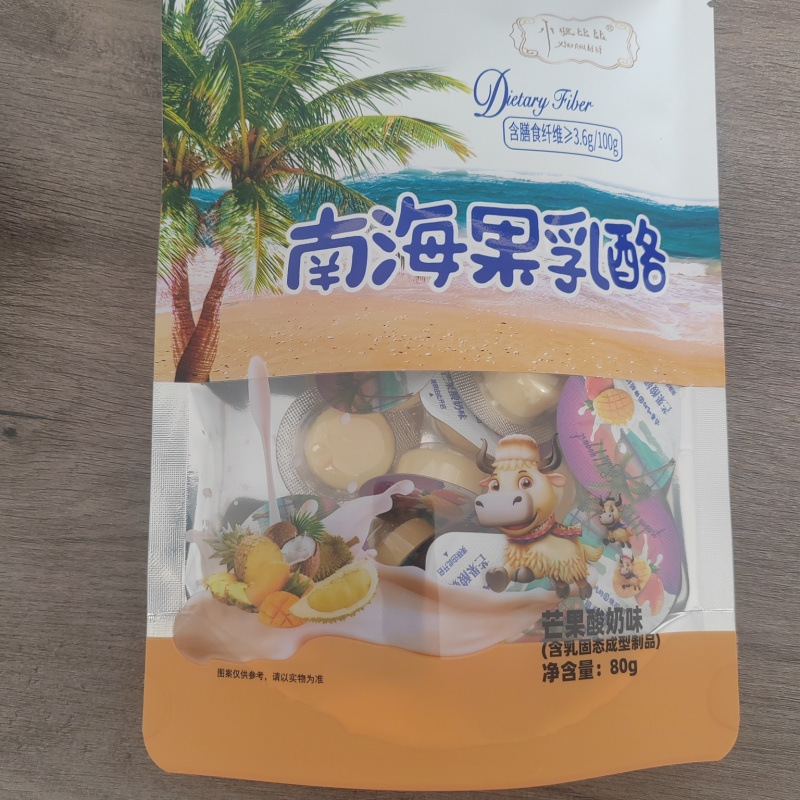 Dietary Fiber
含膳食纤维≥3.6g/100g
南海果乳酪
芒果酸奶味
(含乳固态成型制品)
净含量：80g
图案仅供参考，请以实物为准